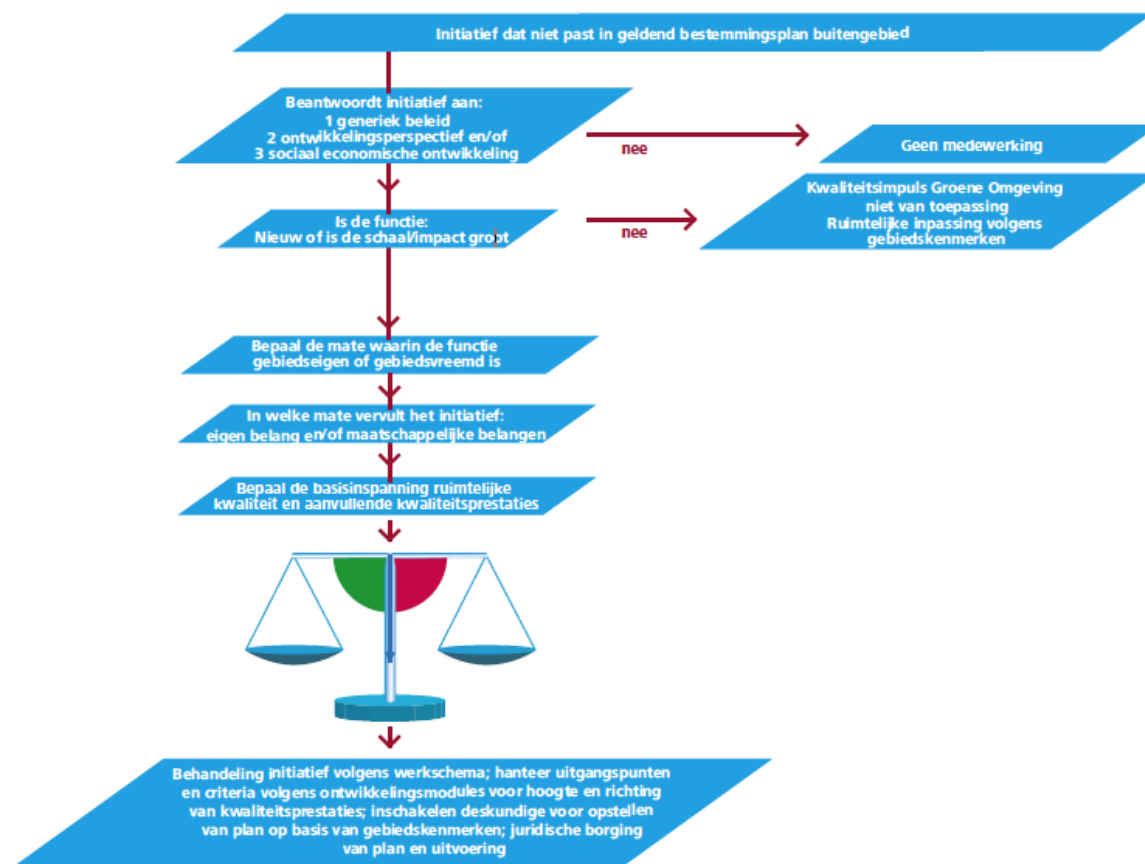 Initiatief dat niet past in geldend bestemmingsplan buitengebied
Beantwoordt initiatief aan:
1 generiek beleid
2 ontwikkelingsperspectief en/of
3 sociaal economische ontwikkeling
nee
Geen medewerking
Is de functie:
Nieuw of is de schaal/impact groot
nee
Kwaliteitsimpuls Groene Omgeving
niet van toepassing
Ruimtelijke inpassing volgens
gebiedskenmerken
Bepaal de mate waarin de functie
gebiedseigen of gebiedsvreemd is
In welke mate vervult het initiatief:
eigen belang en/of maatschappelijke belangen
Bepaal de basisinspanning ruimtelijke
kwaliteit en aanvullende kwaliteitsprestaties
Behandeling initiatief volgens werkschema; hanteer uitgangspunten
en criteria volgens ontwikkelingsmodules voor hoogte en richting
van kwaliteitsprestaties; inschakelen deskundige voor opstellen
van plan op basis van gebiedskenmerken; juridische borging
van plan en uitvoering